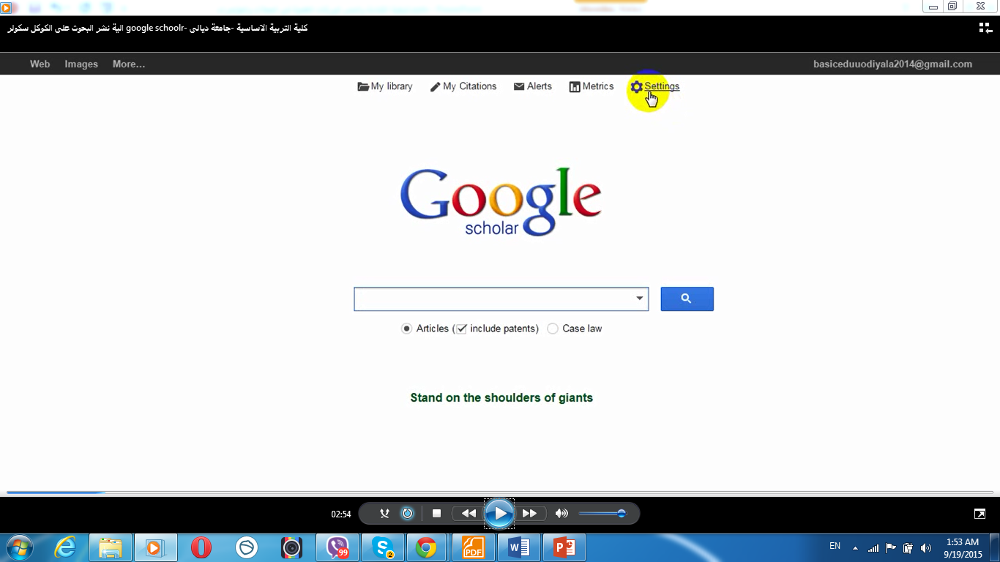 كلية التربية الاساسية -جامعة ديالى -google schoolr الية نشر البحوث على الكوكل سكولر
Web Images More... basiceduuodiyala2014@gmail.com
My library My Citations Alerts Metrics Settings
Google
scholar
Articles (include patents) Case law
Stand on the shoulders of giants
02:54
99
2
PDF
W
P
EN
1:53 AM
9/19/2015